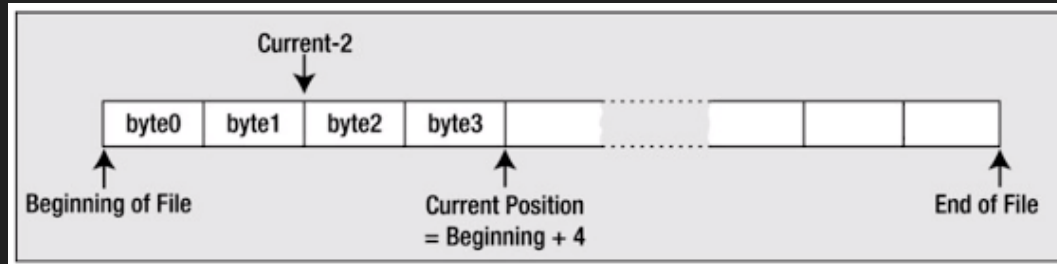 Current-2
byte0 byte1 byte2 byte3
Beginning of File
Current Position
= Beginning + 4
End of File